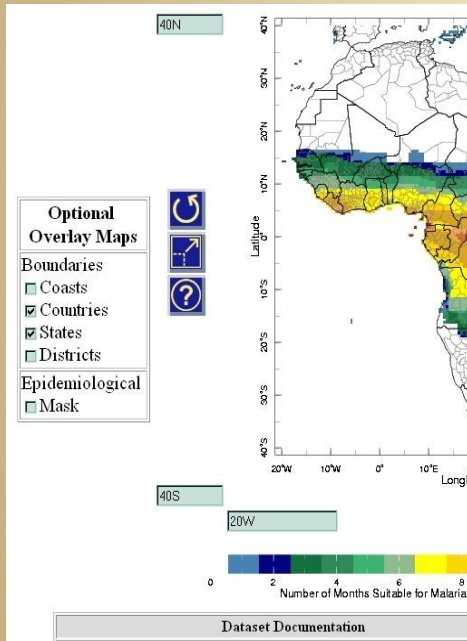 40N
40°N
30°N
20°N
10°N
0°
10°S
20°S
30°S
40°S
Latitude
20°W
10°W
0°
10°E
Optional
Overlay Maps
Boundaries
Coasts
Countries
States
Districts
Epidemiological
Mask
?
40S
20W
0
2
4
6
8
Number of Months Suitable for Malaria
Dataset Documentation